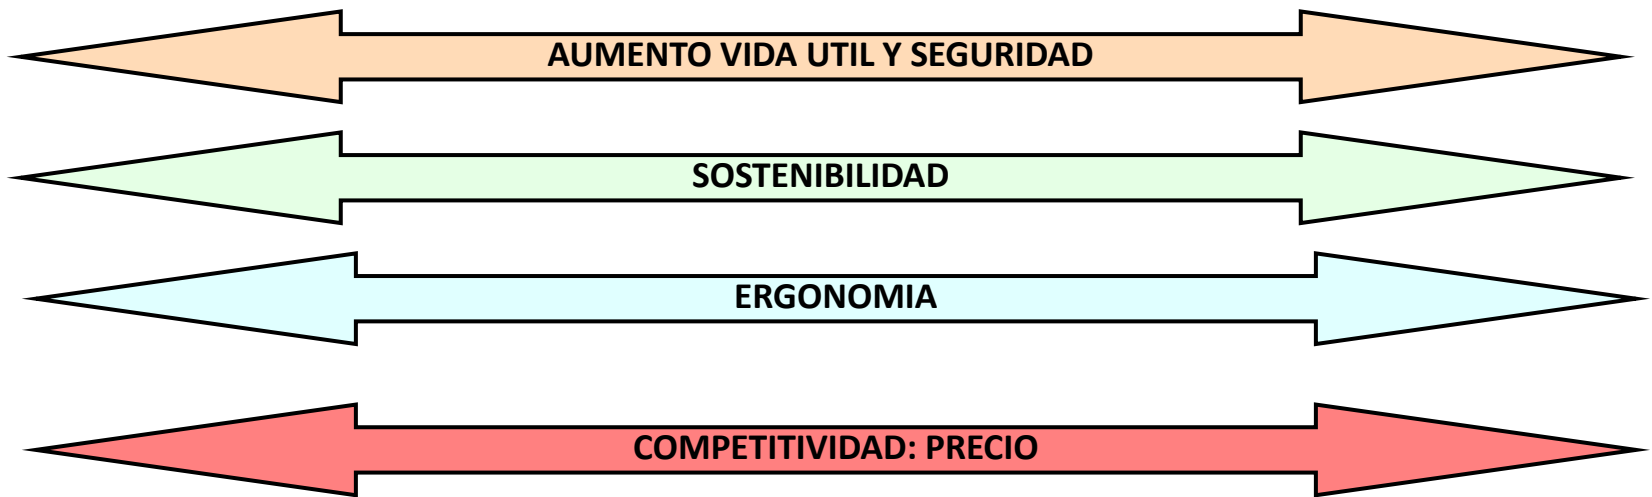 AUMENTO VIDA UTIL Y SEGURIDAD
SOSTENIBILIDAD
ERGONOMIA
COMPETITIVIDAD: PRECIO